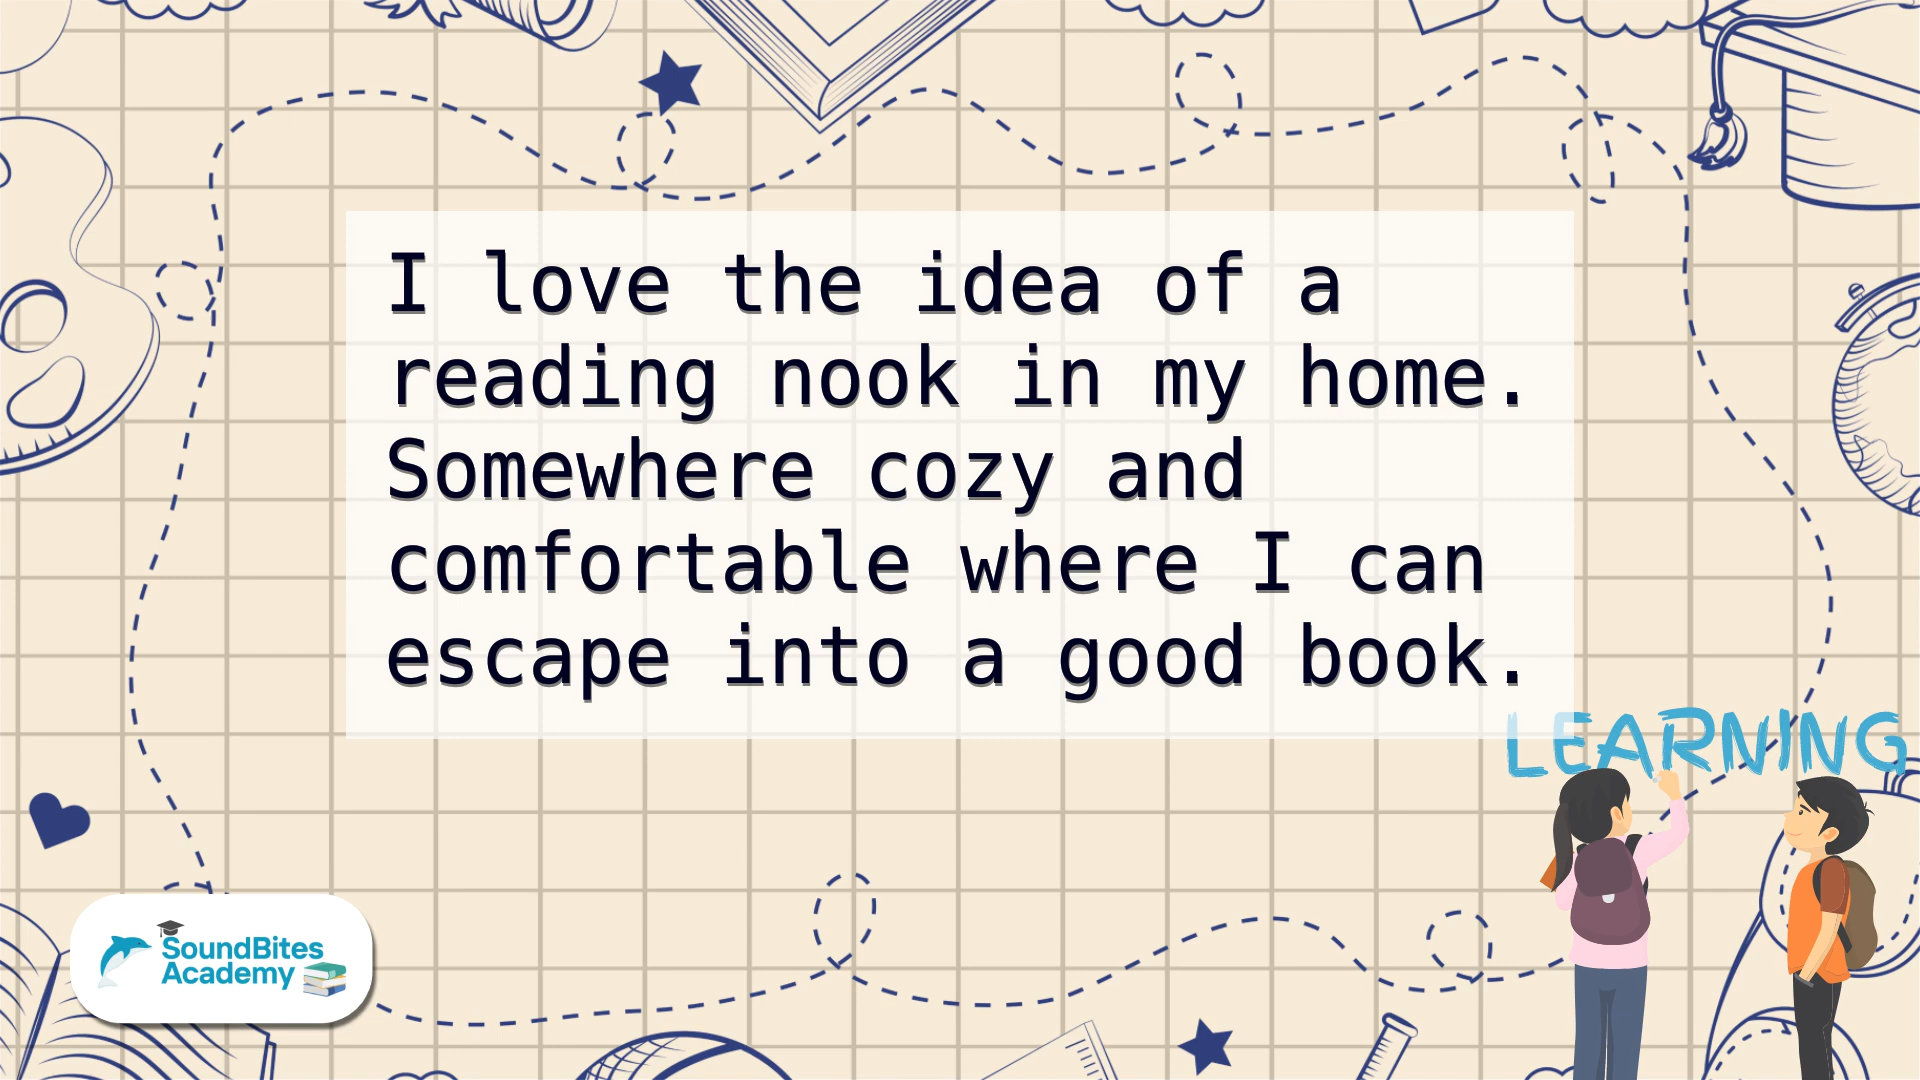 I love the idea of a
reading nook in my home.
Somewhere cozy and
comfortable where I can
escape into a good book.
LEARNING
SoundBites
Academy